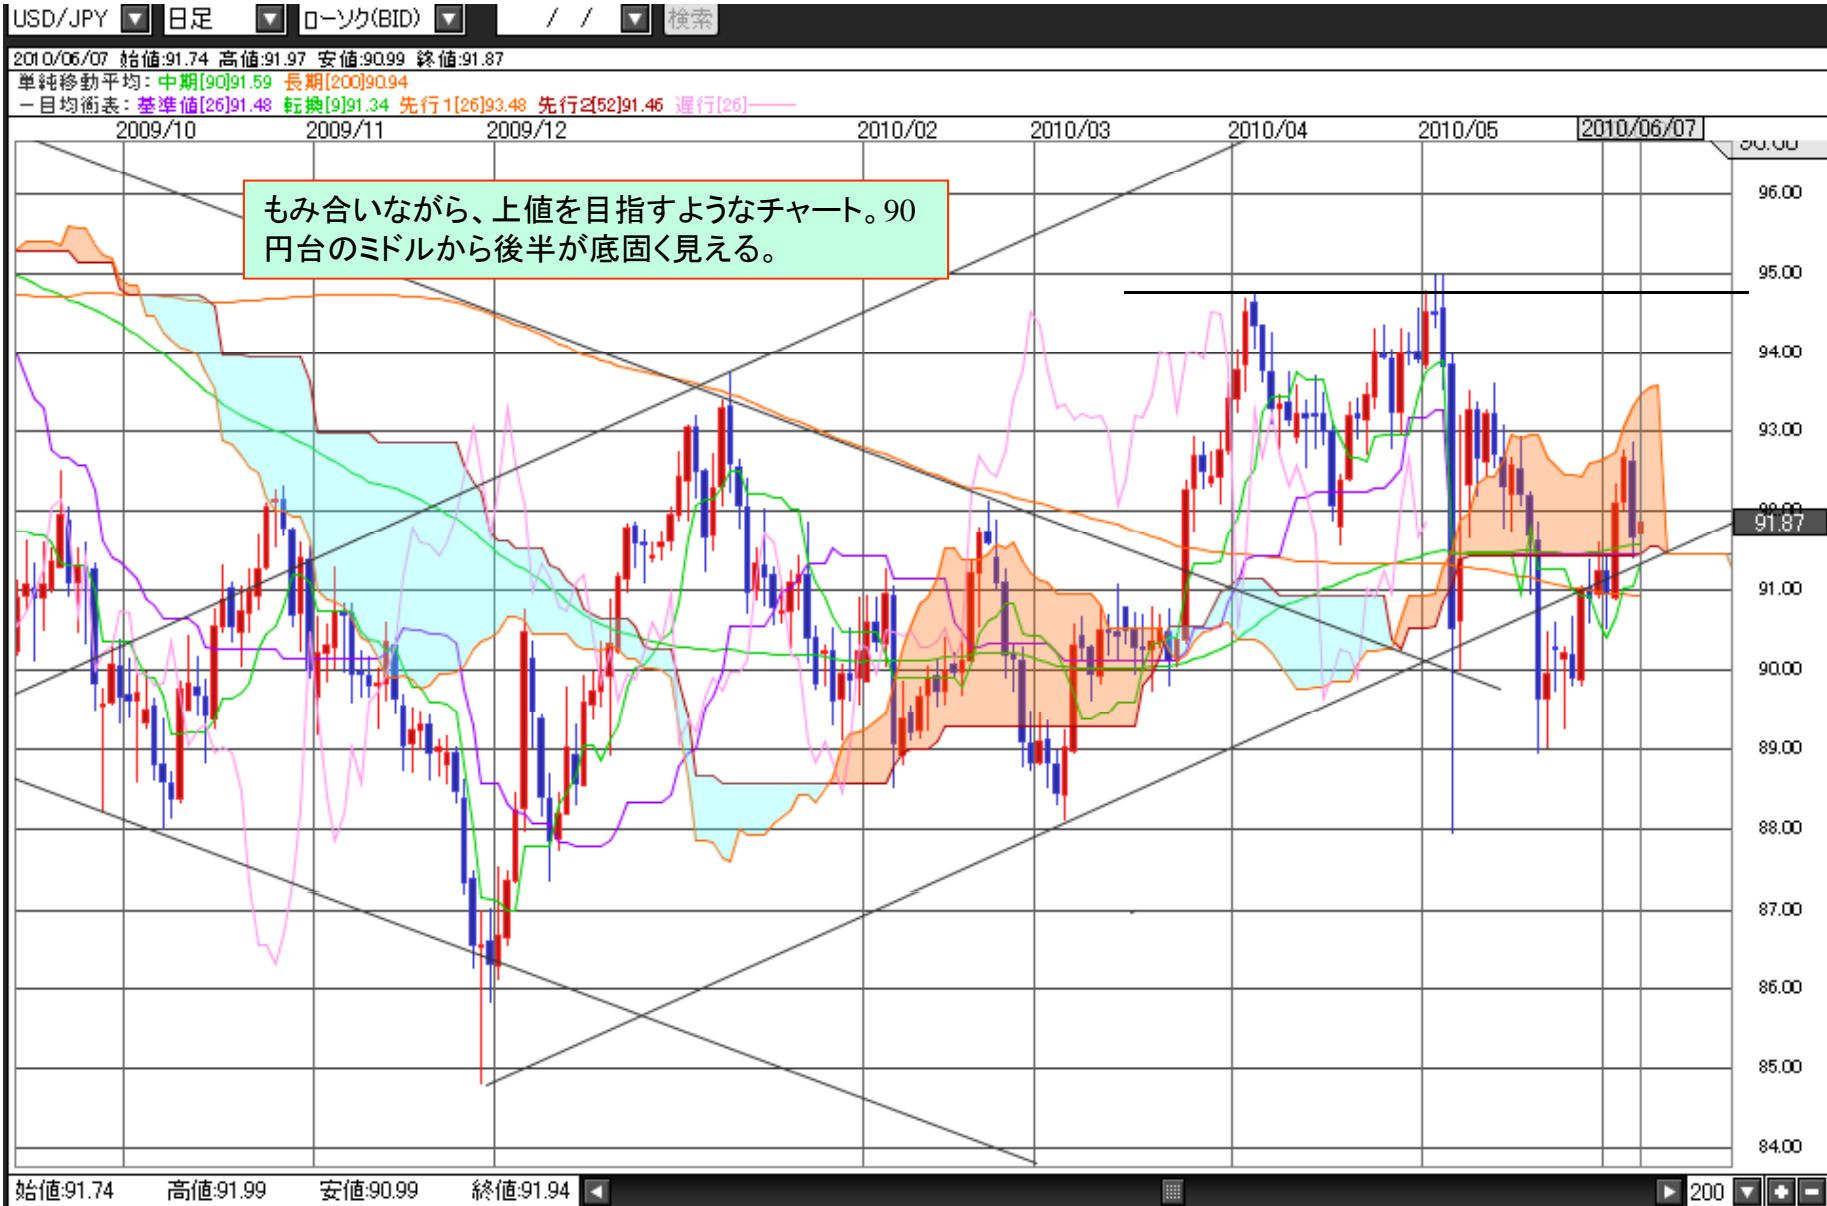 USD/JPY 日足 ローソク(BID) / / 検索
2010/06/07 始値:91.74 高値:91.97 安値:90.99 終値:91.87
単純移動平均: 中期[90]91.59 長期[200]90.94
一目均衡表: 基準値[26]91.48 転換[9]91.34 先行1[26]93.48 先行2[52]91.46 遅行[26]――
2009/10 2009/11 2009/12 2010/02 2010/03 2010/04 2010/05 2010/06/07
もみ合いながら、上値を目指すようなチャート。90
円台のミドルから後半が底固く見える。
96.00
95.00
94.00
93.00
91.87
91.00
90.00
89.00
88.00
87.00
86.00
85.00
84.00
始値:91.74 高値:91.99 安値:90.99 終値:91.94 200